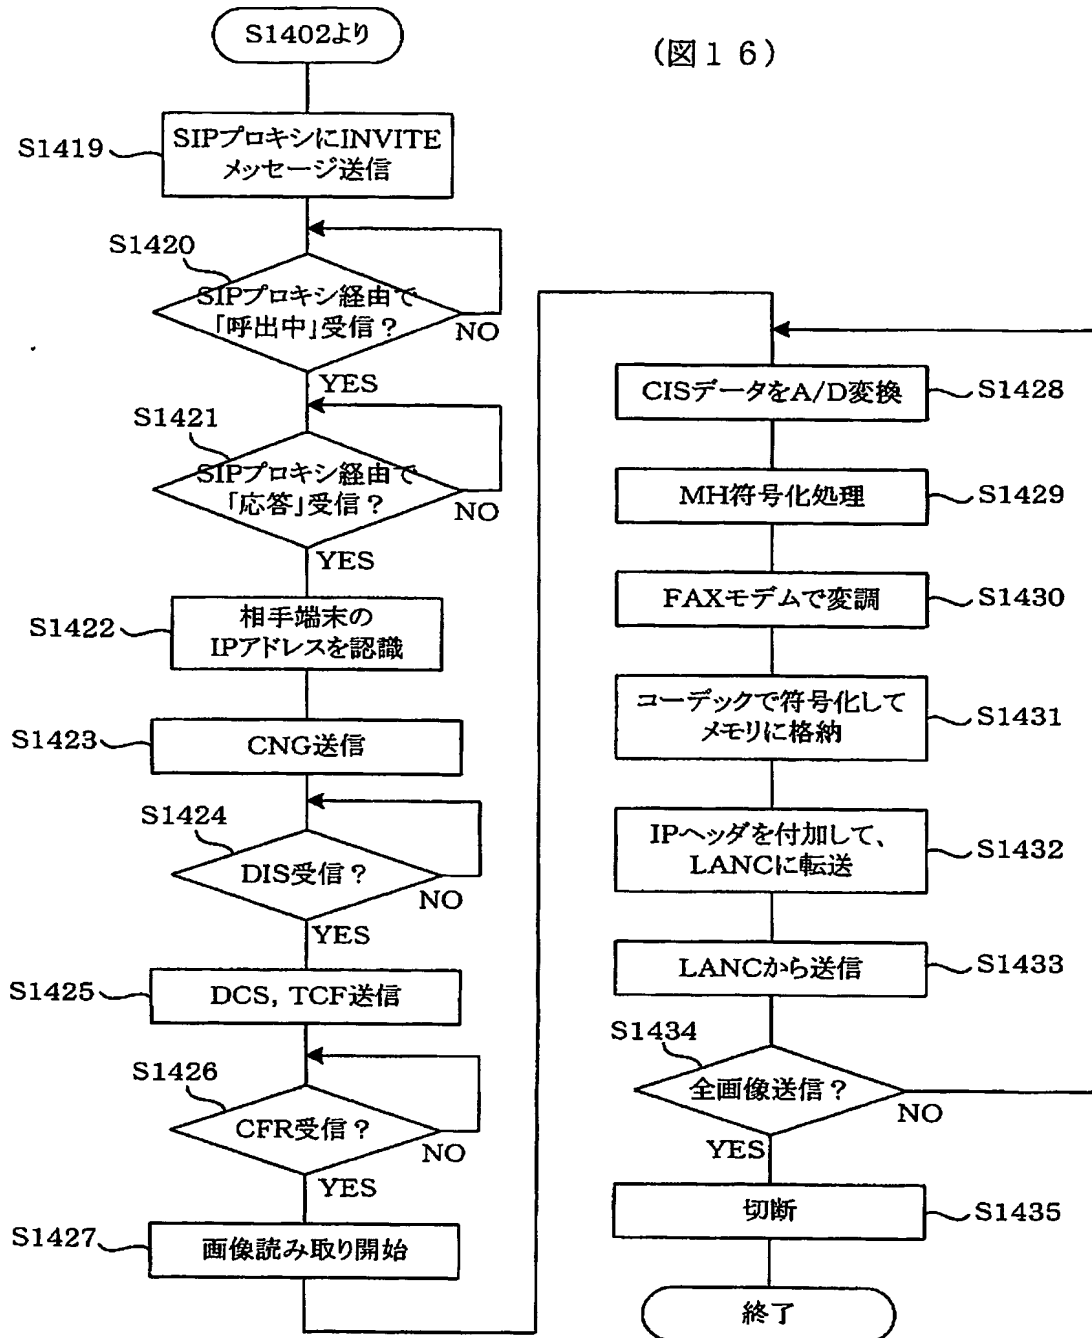 S1402より
(図16)
S1419
SIPプロキシにINVITE
メッセージ送信
S1420
SIPプロキシ経由で
「呼出中」受信？
NO
YES
S1421
SIPプロキシ経由で
「応答」受信？
NO
YES
S1422
相手端末の
IPアドレスを認識
S1423
CNG送信
S1424
DIS受信？
NO
YES
S1425
DCS, TCF送信
S1426
CFR受信？
NO
YES
S1427
画像読み取り開始
CISデータをA/D変換
S1428
MH符号化処理
S1429
FAXモデムで変調
S1430
コーデックで符号化して
メモリに格納
S1431
IPヘッダを付加して、
LANCに転送
S1432
LANCから送信
S1433
S1434
全画像送信？
NO
YES
切断
S1435
終了